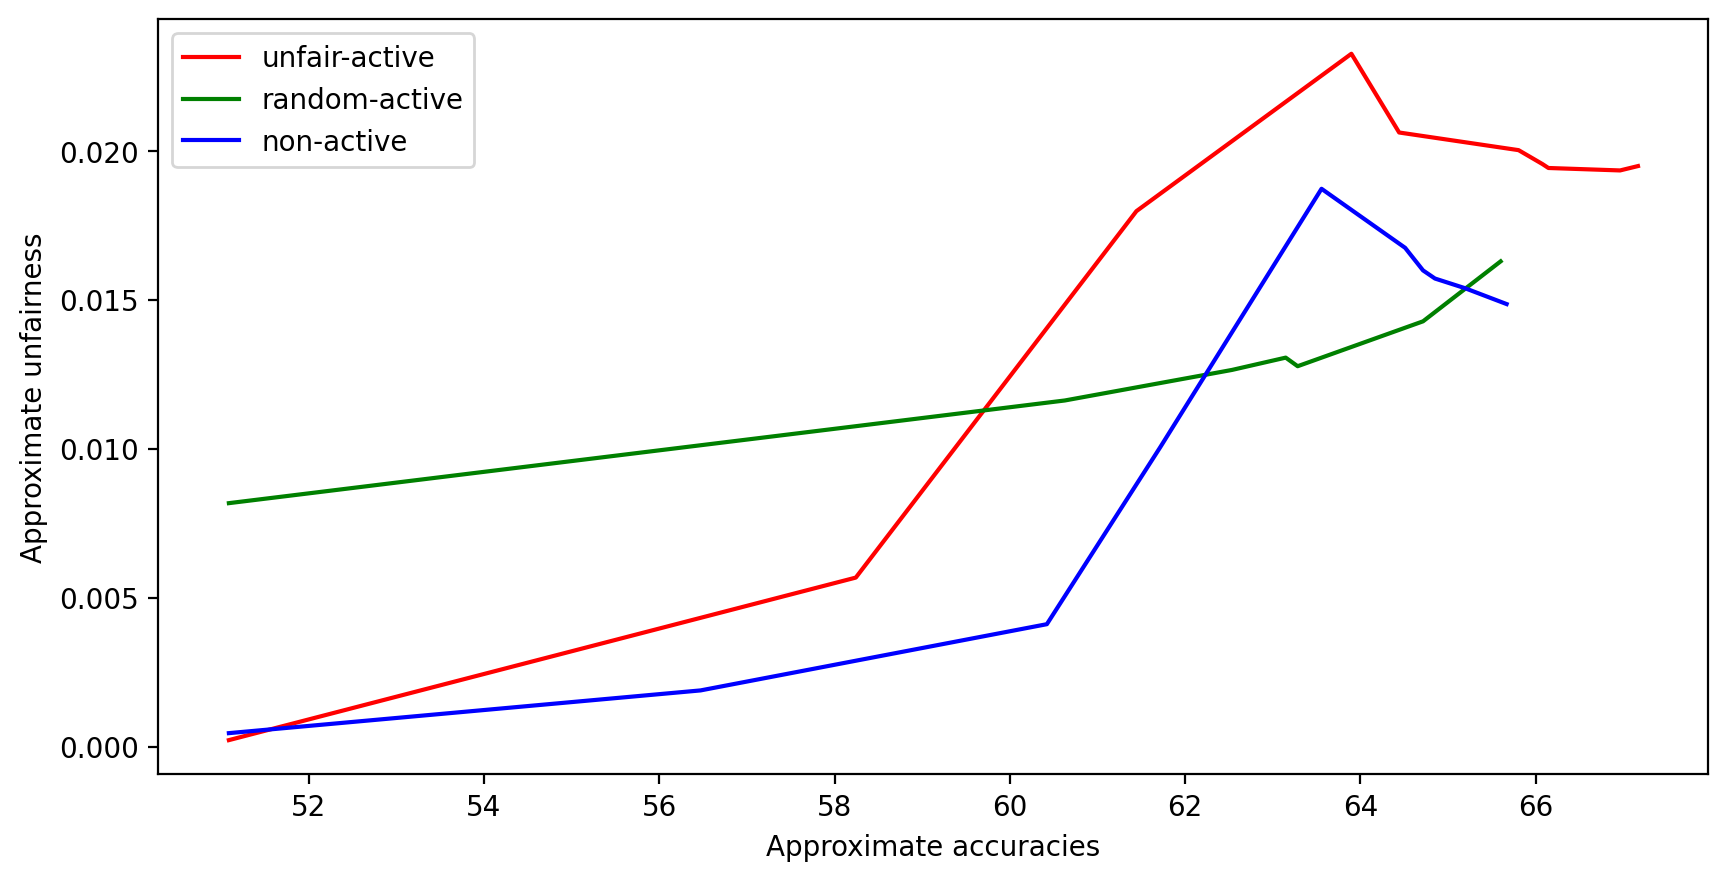 unfair-active
random-active
non-active
0.020
0.015
0.010
0.005
0.000
Approximate unfairness
52 54 56 58 60 62 64 66
Approximate accuracies